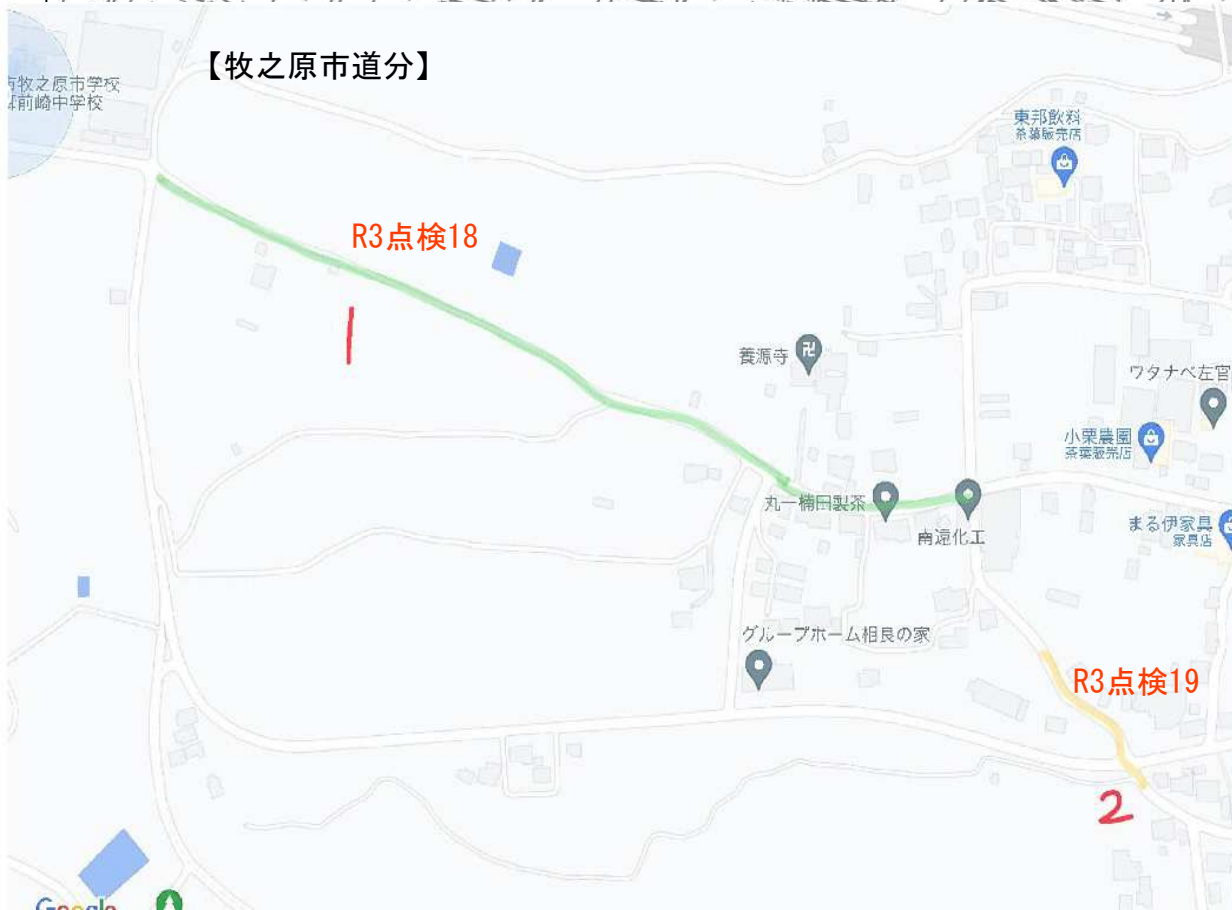 【牧之原市道分】
牧之原市学校
前崎中学校
東邦飲料
茶葉販売店
R3点検18
1
養源寺
ワタナベ左官
小栗農園
茶葉販売店
丸一楠田製茶
南遠化工
まる伊家具
家具店
グループホーム相良の家
R3点検19
2
Google